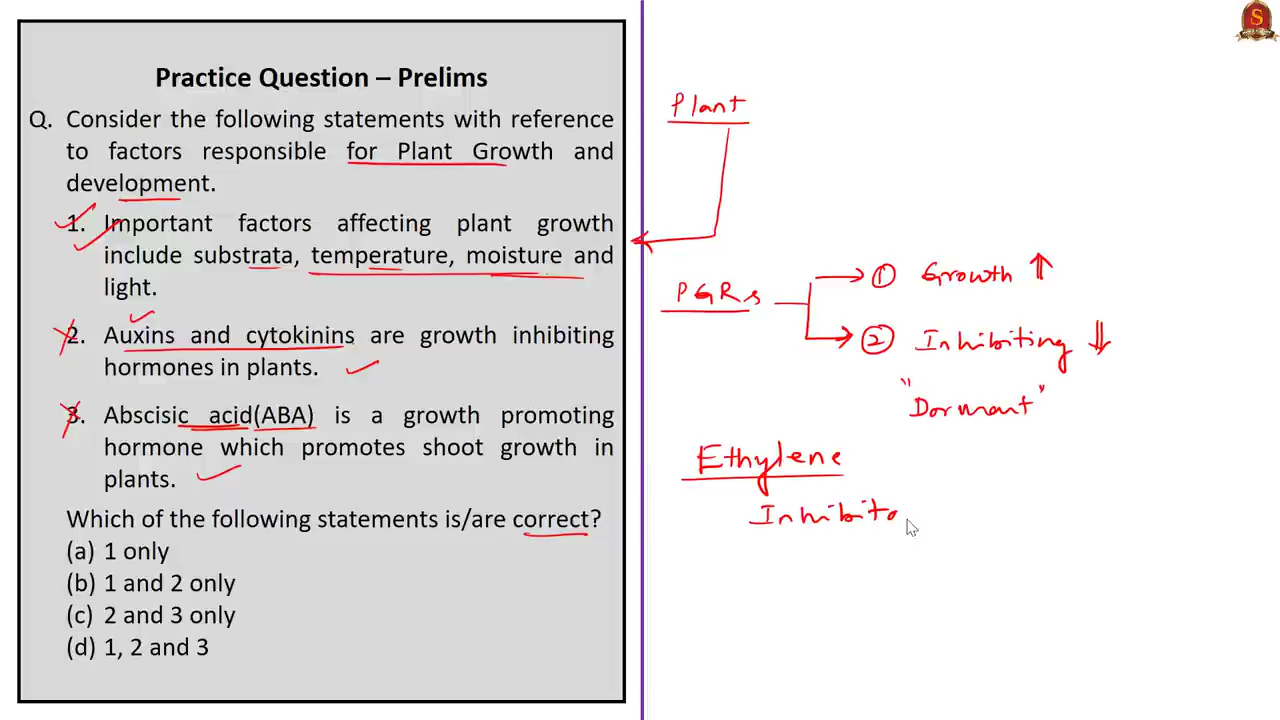 Practice Question – Prelims
Q. Consider the following statements with reference
to factors responsible for Plant Growth and
development.
1. Important factors affecting plant growth
include substrata, temperature, moisture and
light.
2. Auxins and cytokinins are growth inhibiting
hormones in plants.
3. Abscisic acid(ABA) is a growth promoting
hormone which promotes shoot growth in
plants.
Which of the following statements is/are correct?
(a) 1 only
(b) 1 and 2 only
(c) 2 and 3 only
(d) 1, 2 and 3
Plant
PGRs
① Growth ↑
② Inhibiting ⇓
"Dormant"
Ethylene
Inhibito
S